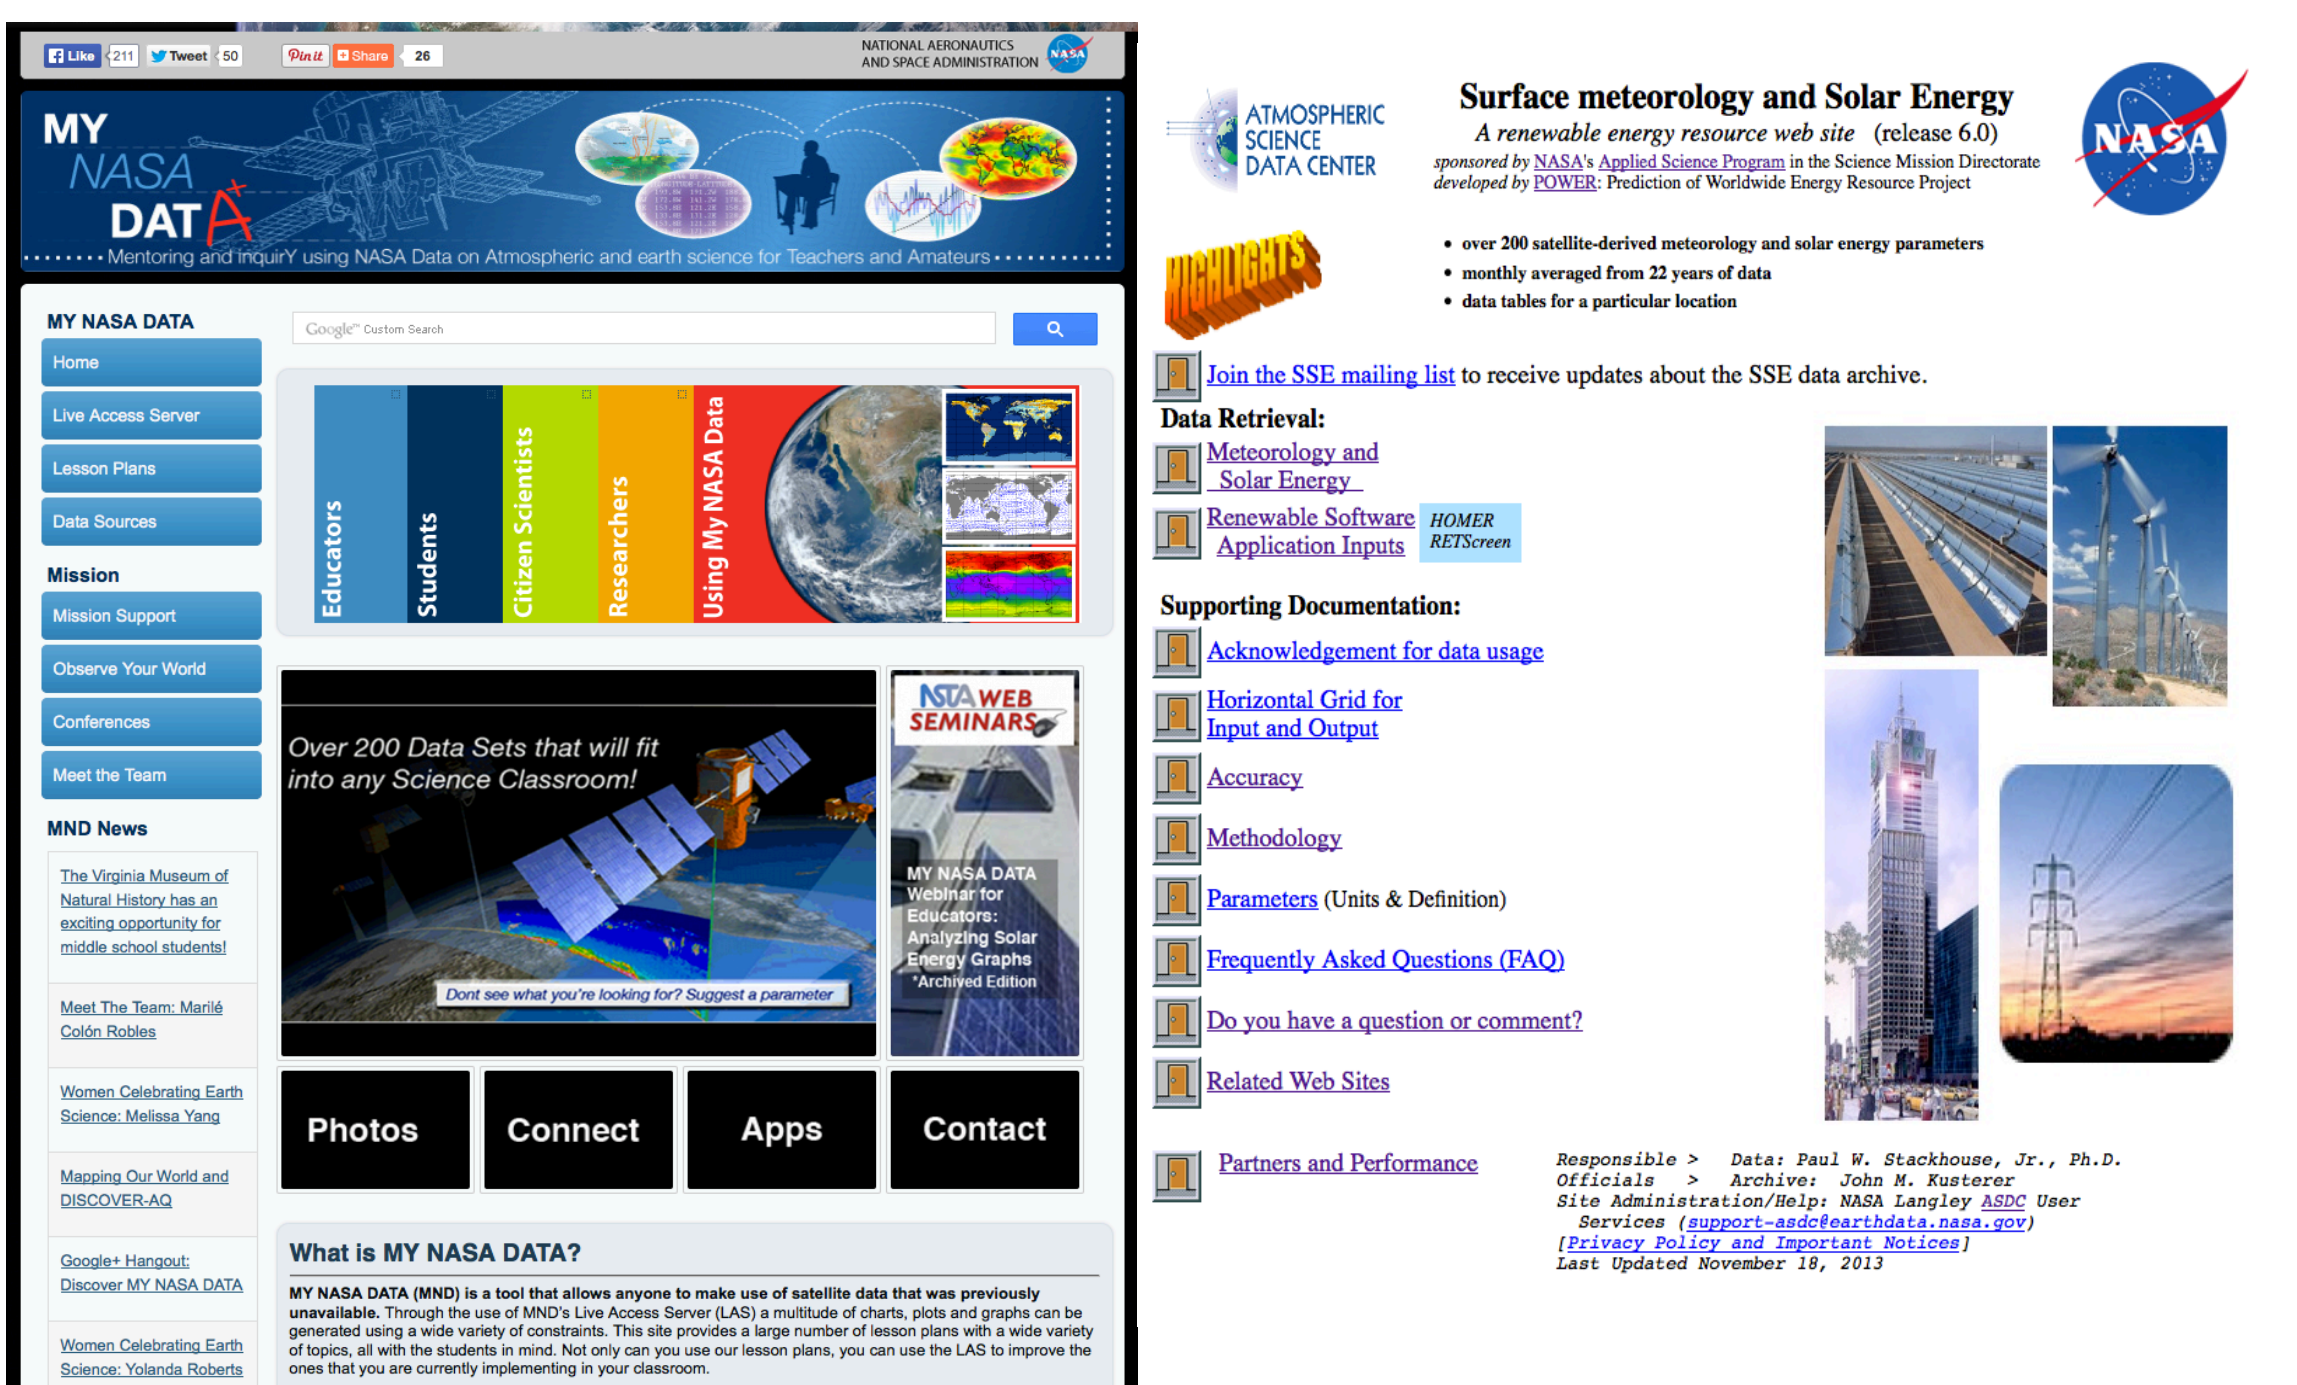 Like
211
Tweet
50
Pin it
Share
26
NATIONAL AERONAUTICS
AND SPACE ADMINISTRATION
NASA
MY
NASA
DATA
Mentoring and inquirY using NASA Data on Atmospheric and earth science for Teachers and Amateurs
MY NASA DATA
Home
Live Access Server
Lesson Plans
Data Sources
Mission
Mission Support
Observe Your World
Conferences
Meet the Team
MND News
The Virginia Museum of
Natural History has an
exciting opportunity for
middle school students!
Meet The Team: Marilé
Colón Robles
Women Celebrating Earth
Science: Melissa Yang
Mapping Our World and
DISCOVER-AQ
Google+ Hangout:
Discover MY NASA DATA
Women Celebrating Earth
Science: Yolanda Roberts
Google™ Custom Search
Educators
Students
Citizen Scientists
Researchers
Using My NASA Data
Over 200 Data Sets that will fit
into any Science Classroom!
Dont see what you're looking for? Suggest a parameter
NSTA WEB
SEMINARS
MY NASA DATA
Webinar for
Educators:
Analyzing Solar
Energy Graphs
*Archived Edition
Photos
Connect
Apps
Contact
What is MY NASA DATA?
MY NASA DATA (MND) is a tool that allows anyone to make use of satellite data that was previously
unavailable. Through the use of MND's Live Access Server (LAS) a multitude of charts, plots and graphs can be
generated using a wide variety of constraints. This site provides a large number of lesson plans with a wide variety
of topics, all with the students in mind. Not only can you use our lesson plans, you can use the LAS to improve the
ones that you are currently implementing in your classroom.
ATMOSPHERIC
SCIENCE
DATA CENTER
Surface meteorology and Solar Energy
A renewable energy resource web site (release 6.0)
sponsored by NASA's Applied Science Program in the Science Mission Directorate
developed by POWER: Prediction of Worldwide Energy Resource Project
NASA
HIGHLIGHTS
• over 200 satellite-derived meteorology and solar energy parameters
• monthly averaged from 22 years of data
• data tables for a particular location
Join the SSE mailing list to receive updates about the SSE data archive.
Data Retrieval:
Meteorology and
Solar Energy
Renewable Software
Application Inputs
HOMER
RETScreen
Supporting Documentation:
Acknowledgement for data usage
Horizontal Grid for
Input and Output
Accuracy
Methodology
Parameters (Units & Definition)
Frequently Asked Questions (FAQ)
Do you have a question or comment?
Related Web Sites
Partners and Performance
Responsible > Data: Paul W. Stackhouse, Jr., Ph.D.
Officials > Archive: John M. Kusterer
Site Administration/Help: NASA Langley ASDC User
Services (support-asdc@earthdata.nasa.gov)
[Privacy Policy and Important Notices]
Last Updated November 18, 2013